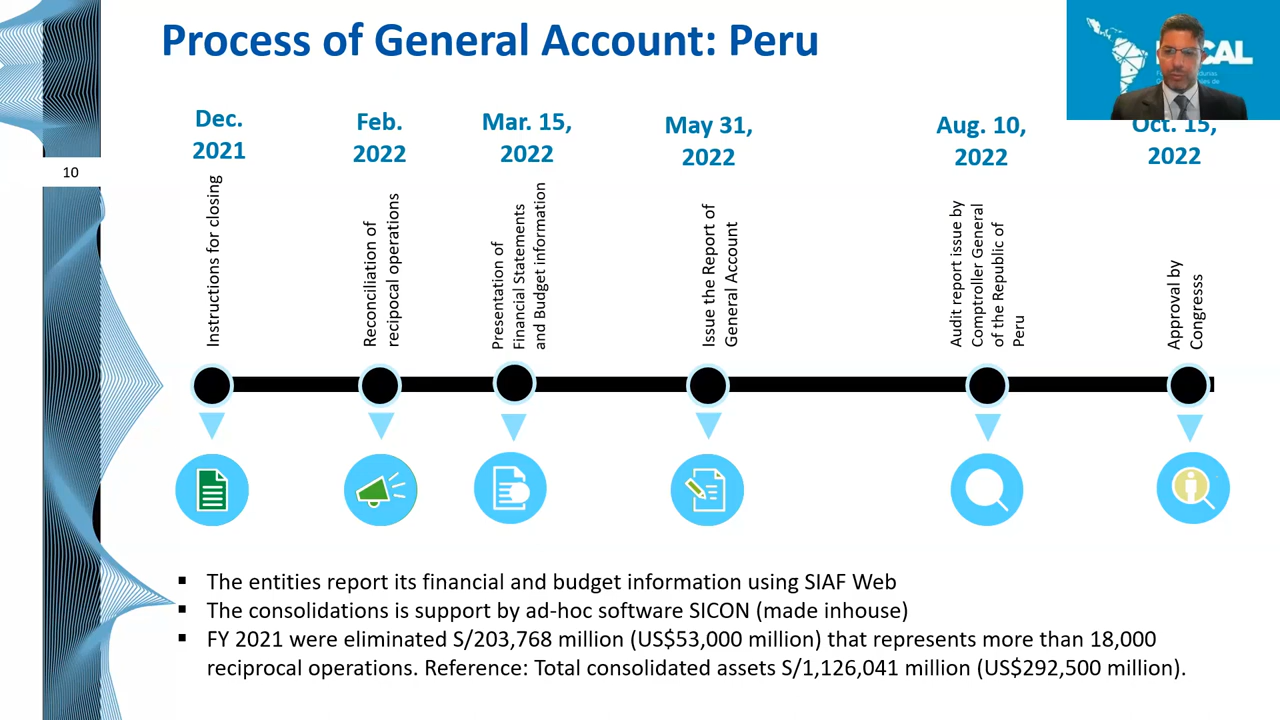 Process of General Account: Peru
Dec.
2021
Feb.
2022
Mar. 15,
2022
May 31,
2022
Aug. 10,
2022
Oct. 15,
2022
10
Instructions for closing
Reconciliation of
reciprocal operations
Presentation of
Financial Statements
and Budget information
Issue the Report of
General Account
Audit report issue by
Comptroller General
of the Republic of
Peru
Approval by
Congresss
▪ The entities report its financial and budget information using SIAF Web
▪ The consolidations is support by ad-hoc software SICON (made inhouse)
▪ FY 2021 were eliminated S/203,768 million (US$53,000 million) that represents more than 18,000
reciprocal operations. Reference: Total consolidated assets S/1,126,041 million (US$292,500 million).